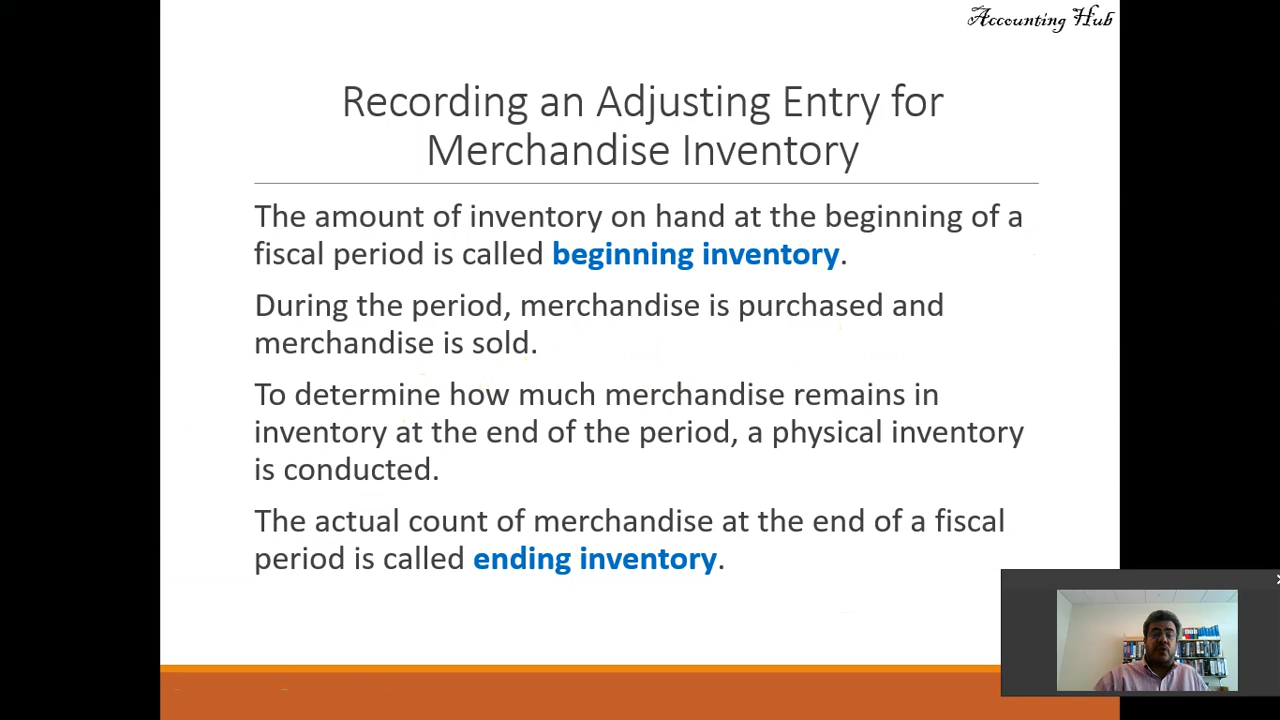 Accounting Hub
Recording an Adjusting Entry for
Merchandise Inventory
The amount of inventory on hand at the beginning of a
fiscal period is called beginning inventory.
During the period, merchandise is purchased and
merchandise is sold.
To determine how much merchandise remains in
inventory at the end of the period, a physical inventory
is conducted.
The actual count of merchandise at the end of a fiscal
period is called ending inventory.